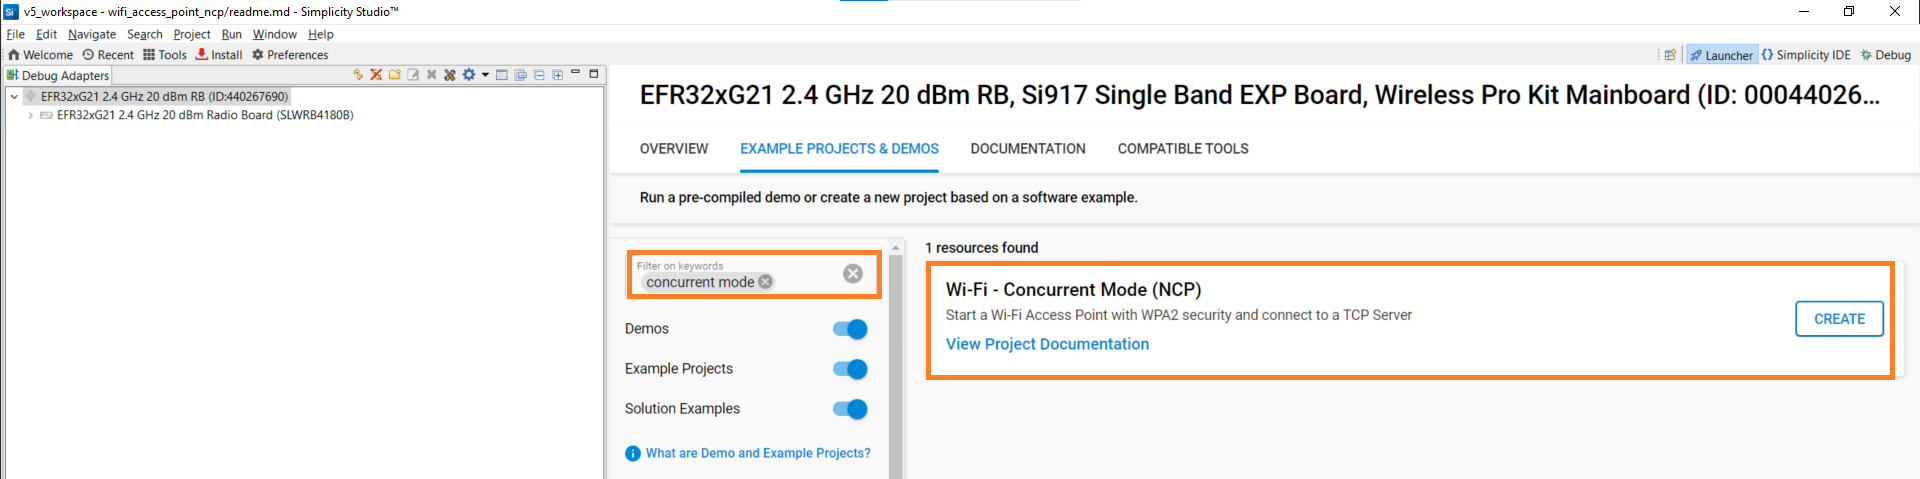 v5_workspace - wifi_access_point_ncp/readme.md - Simplicity Studio™
File Edit Navigate Search Project Run Window Help
Welcome Recent Tools Install Preferences
Launcher Simplicity IDE Debug
Debug Adapters
EFR32xG21 2.4 GHz 20 dBm RB (ID:440267690)
EFR32xG21 2.4 GHz 20 dBm Radio Board (SLWRB4180B)
EFR32xG21 2.4 GHz 20 dBm RB, Si917 Single Band EXP Board, Wireless Pro Kit Mainboard (ID: 00044026...
OVERVIEW EXAMPLE PROJECTS & DEMOS DOCUMENTATION COMPATIBLE TOOLS
Run a pre-compiled demo or create a new project based on a software example.
Filter on keywords
concurrent mode
Demos
Example Projects
Solution Examples
What are Demo and Example Projects?
1 resources found
Wi-Fi - Concurrent Mode (NCP)
Start a Wi-Fi Access Point with WPA2 security and connect to a TCP Server
View Project Documentation
CREATE